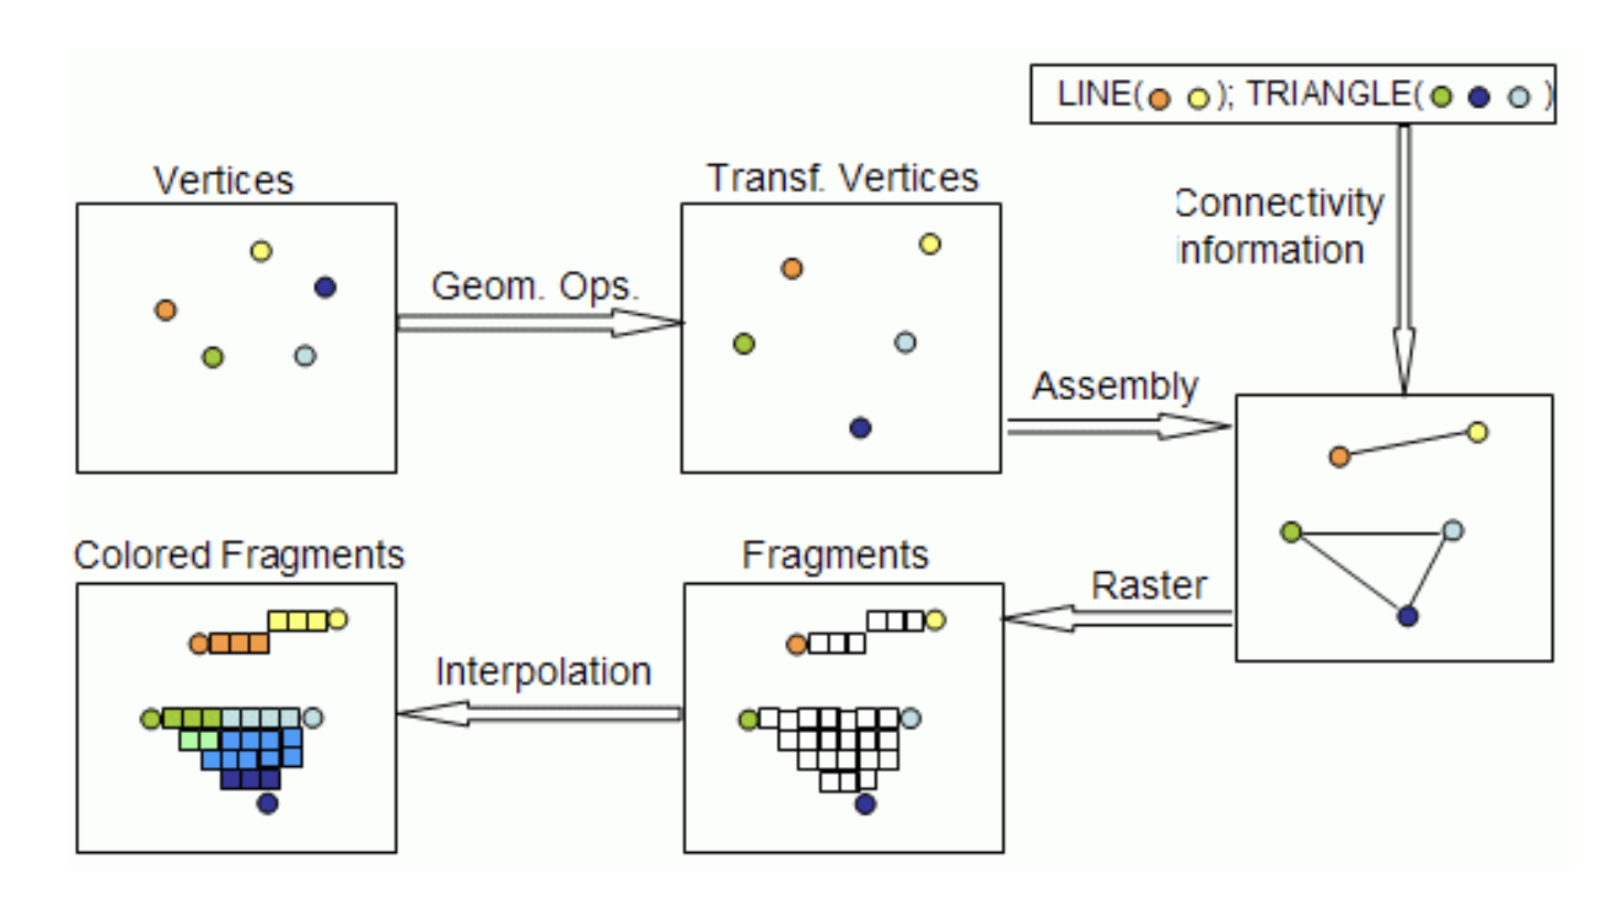 LINE( ); TRIANGLE( )
Vertices
Transf. Vertices
Connectivity
information
Geom. Ops.
Assembly
Colored Fragments
Fragments
Raster
Interpolation